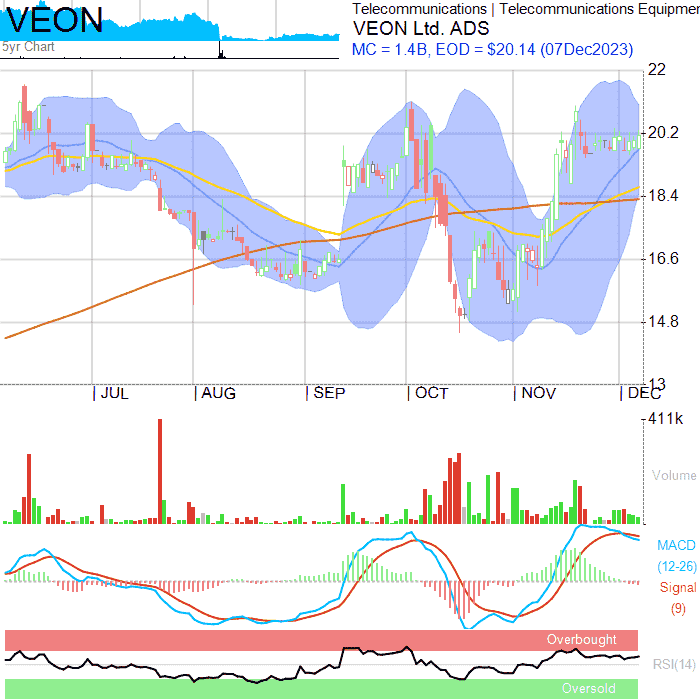 VEON
Telecommunications | Telecommunications Equipmen
VEON Ltd. ADS
5yr Chart
MC = 1.4B, EOD = $20.14 (07Dec2023)
22
20.2
18.4
16.6
14.8
13
| JUL | AUG | SEP | OCT | NOV | DEC
411k
Volume
MACD
(12-26)
Signal
(9)
Overbought
RSI(14)
Oversold